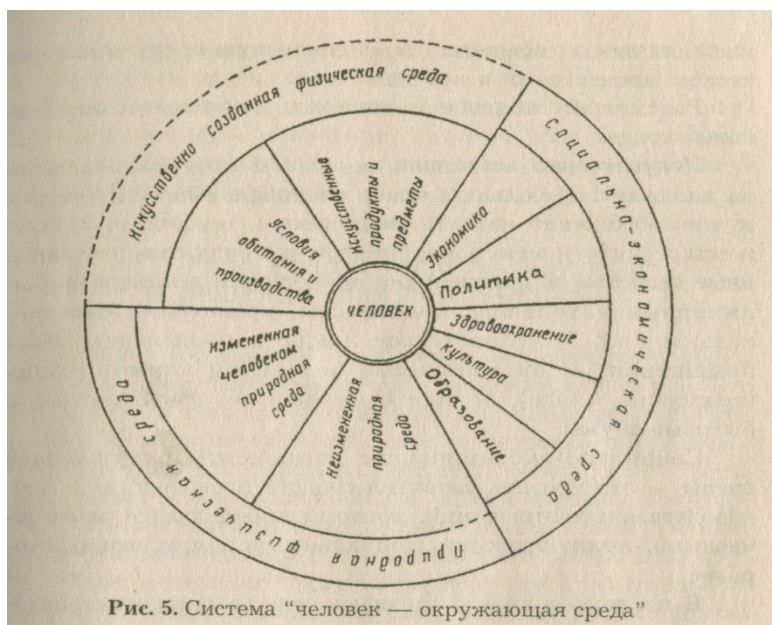 искусственно созданная физическая среда
социально-экономическая среда
природная физическая среда
искусственные
продукты и
предметы
условия
обитания и
производства
Экономика
Политика
ЧЕЛОВЕК
Здравоохранение
культура
Образование
измененная
человеком
природная
среда
Неизмененная
природная
среда
Рис. 5. Система “человек — окружающая среда”